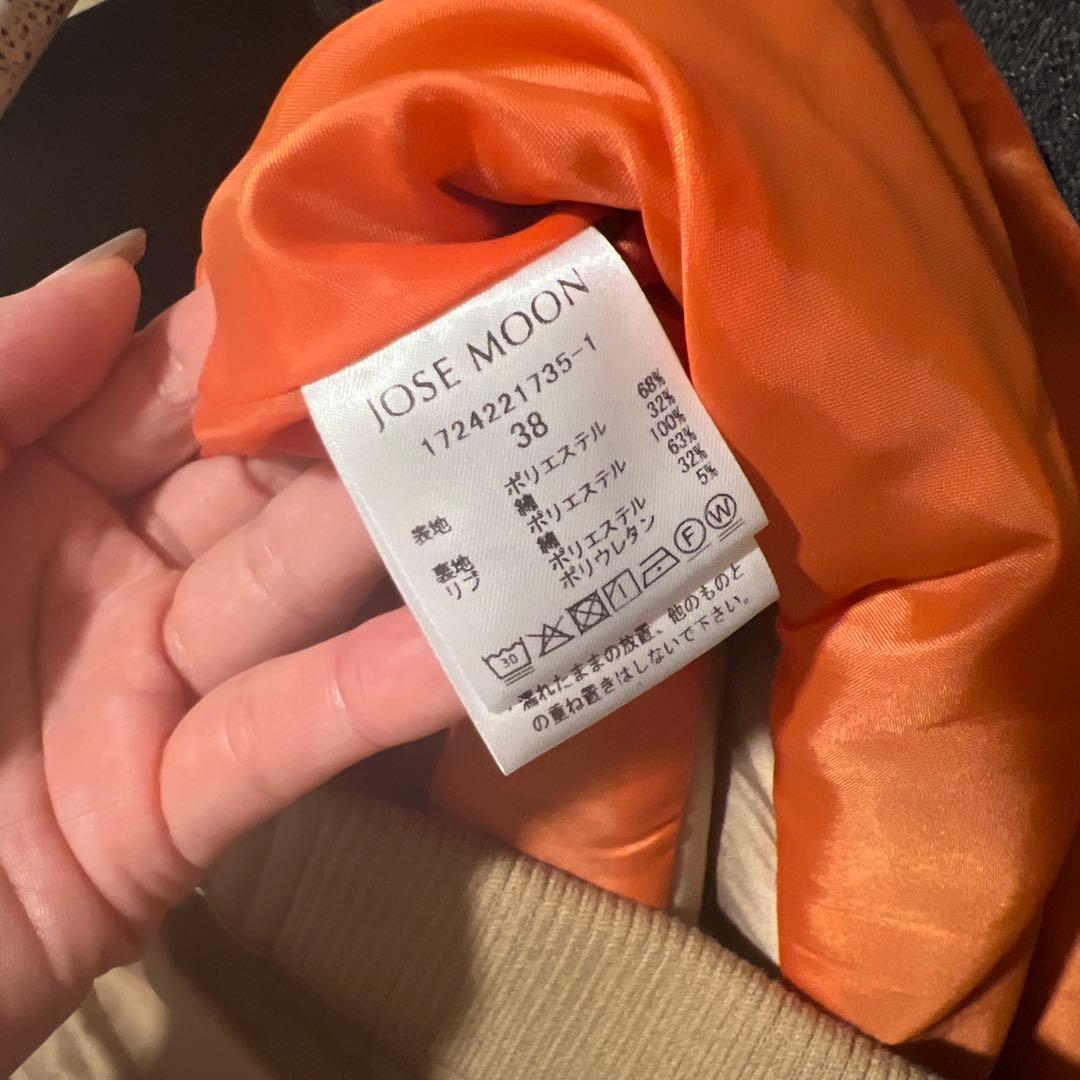 JOSE MOON
1724221735-1
38
表地 ポリエステル 68%
綿 32%
裏地 ポリエステル 100%
リブ 綿 63%
ポリエステル 32%
ポリウレタン 5%
30 1 F W
濡れたままの放置、他のものと
の重ね置きはしないで下さい。